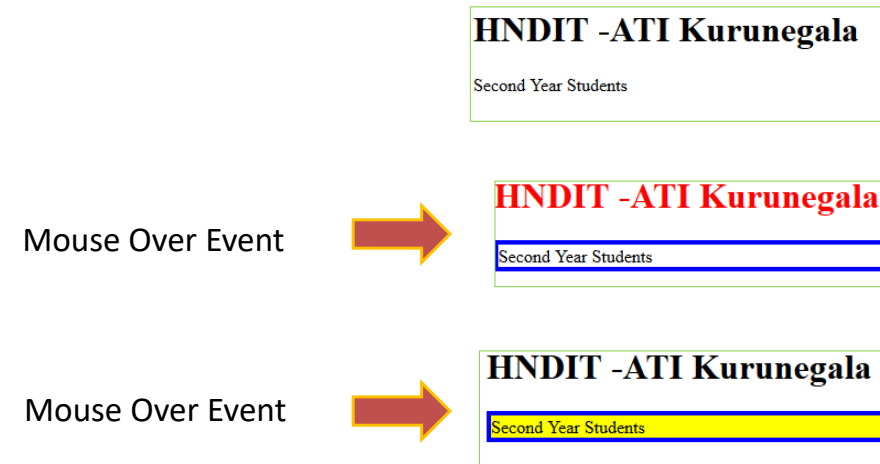 HNDIT -ATI Kurunegala
Second Year Students
Mouse Over Event
HNDIT -ATI Kurunegala
Second Year Students
Mouse Over Event
HNDIT -ATI Kurunegala
Second Year Students